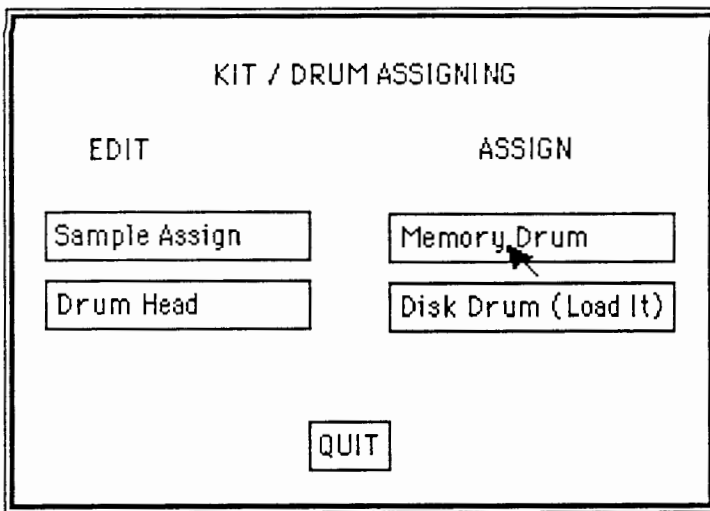 KIT / DRUM ASSIGNING
EDIT ASSIGN
Sample Assign Memory Drum
Drum Head Disk Drum (Load It)
QUIT